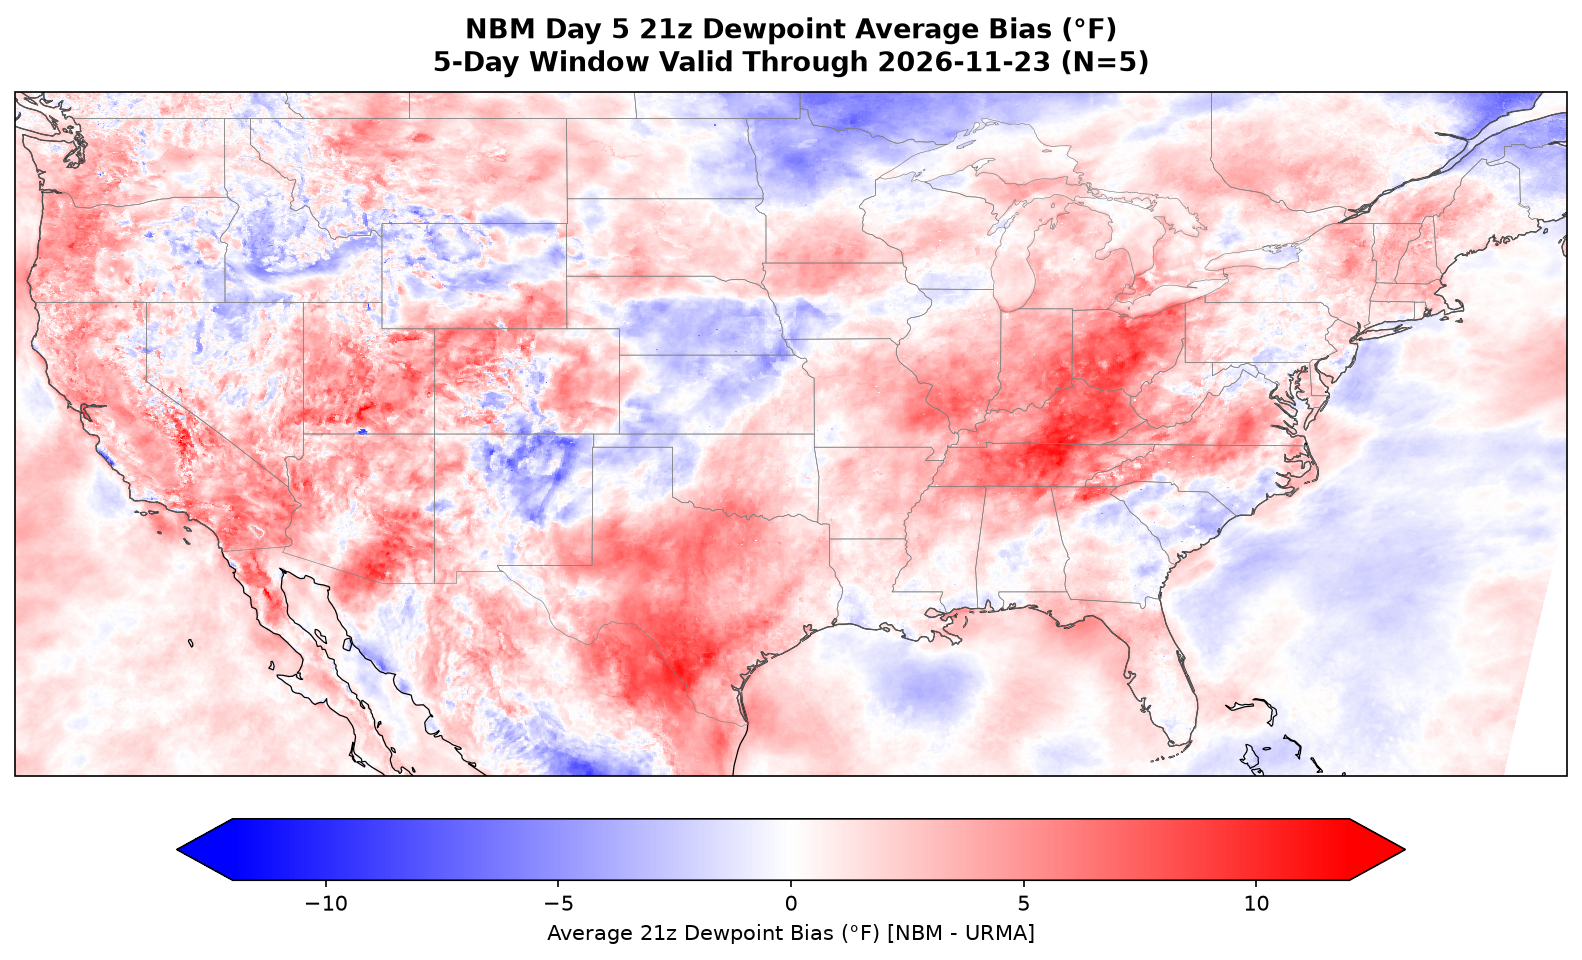 NBM Day 5 21z Dewpoint Average Bias (°F)
5-Day Window Valid Through 2026-11-23 (N=5)
−10 −5 0 5 10
Average 21z Dewpoint Bias (°F) [NBM - URMA]